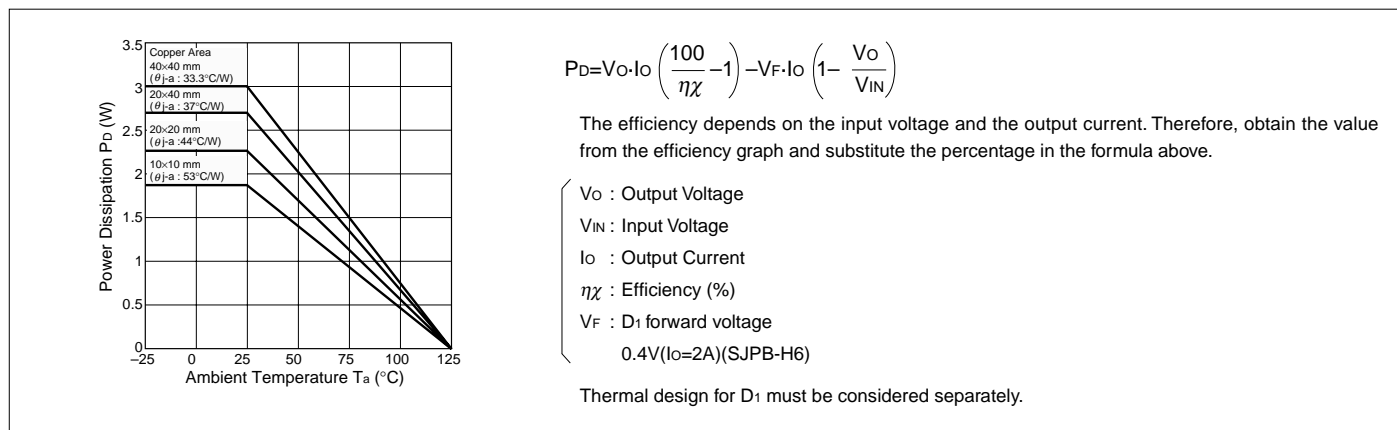 3.5
3
2.5
2
1.5
1
0.5
0
–25
0
25
50
75
100
125
Power Dissipation PD (W)
Ambient Temperature Ta (°C)
Copper Area
40×40 mm
(θ j-a : 33.3°C/W)
20×40 mm
(θ j-a : 37°C/W)
20×20 mm
(θ j-a :44°C/W)
10×10 mm
(θ j-a : 53°C/W)
PD=VO·IO (100/ηχ –1) –VF·IO (1– VO/VIN)
The efficiency depends on the input voltage and the output current. Therefore, obtain the value
from the efficiency graph and substitute the percentage in the formula above.
VO : Output Voltage
VIN : Input Voltage
IO : Output Current
ηχ : Efficiency (%)
VF : D1 forward voltage
0.4V(IO=2A)(SJPB-H6)
Thermal design for D1 must be considered separately.